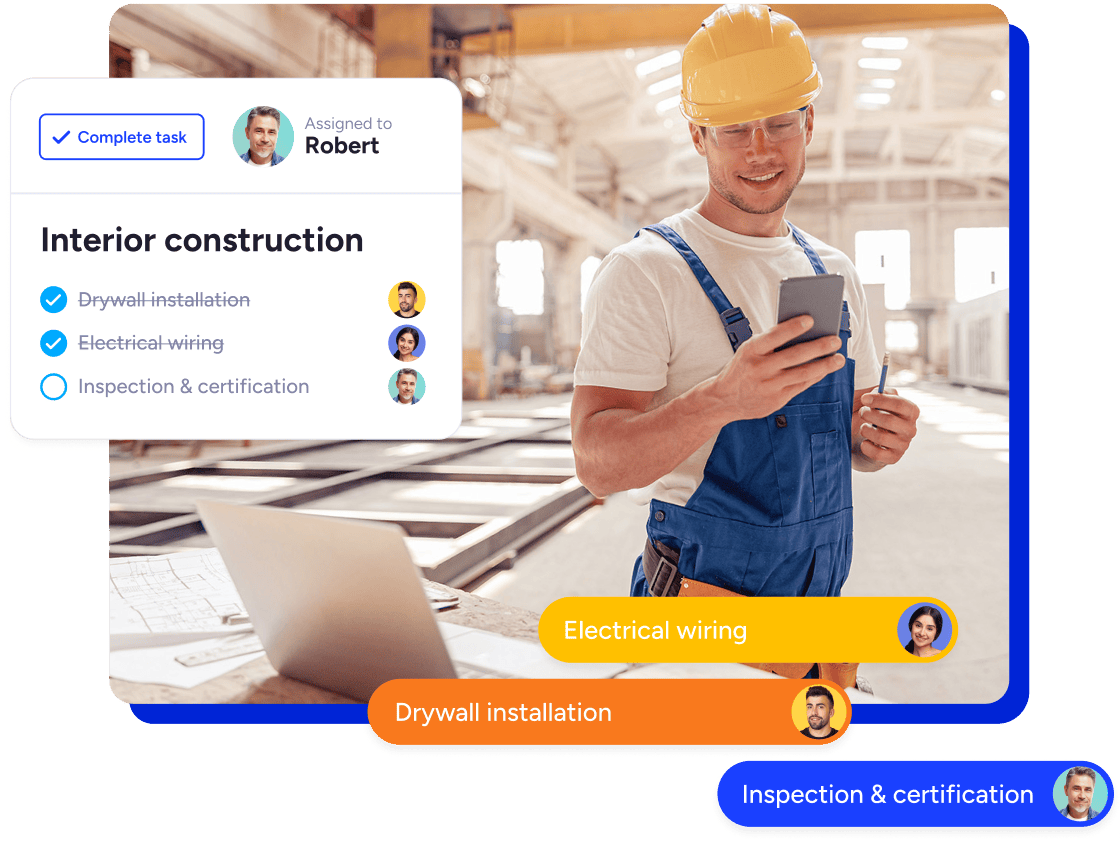 Complete task
Assigned to
Robert
Interior construction
Drywall installation
Electrical wiring
Inspection & certification
Electrical wiring
Drywall installation
Inspection & certification